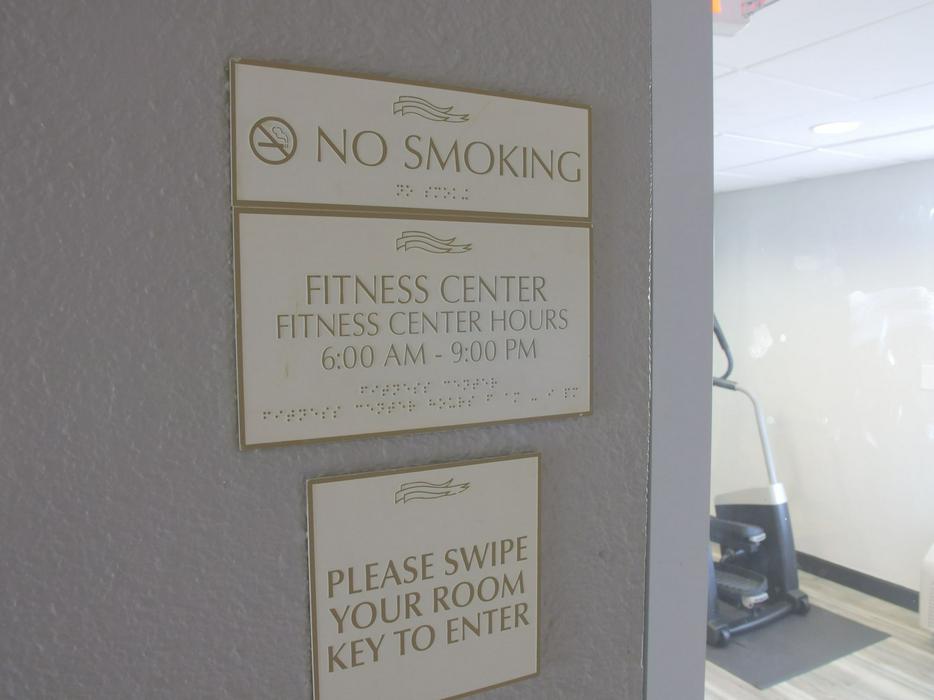 NO SMOKING
FITNESS CENTER
FITNESS CENTER HOURS
6:00 AM - 9:00 PM
PLEASE SWIPE
YOUR ROOM
KEY TO ENTER